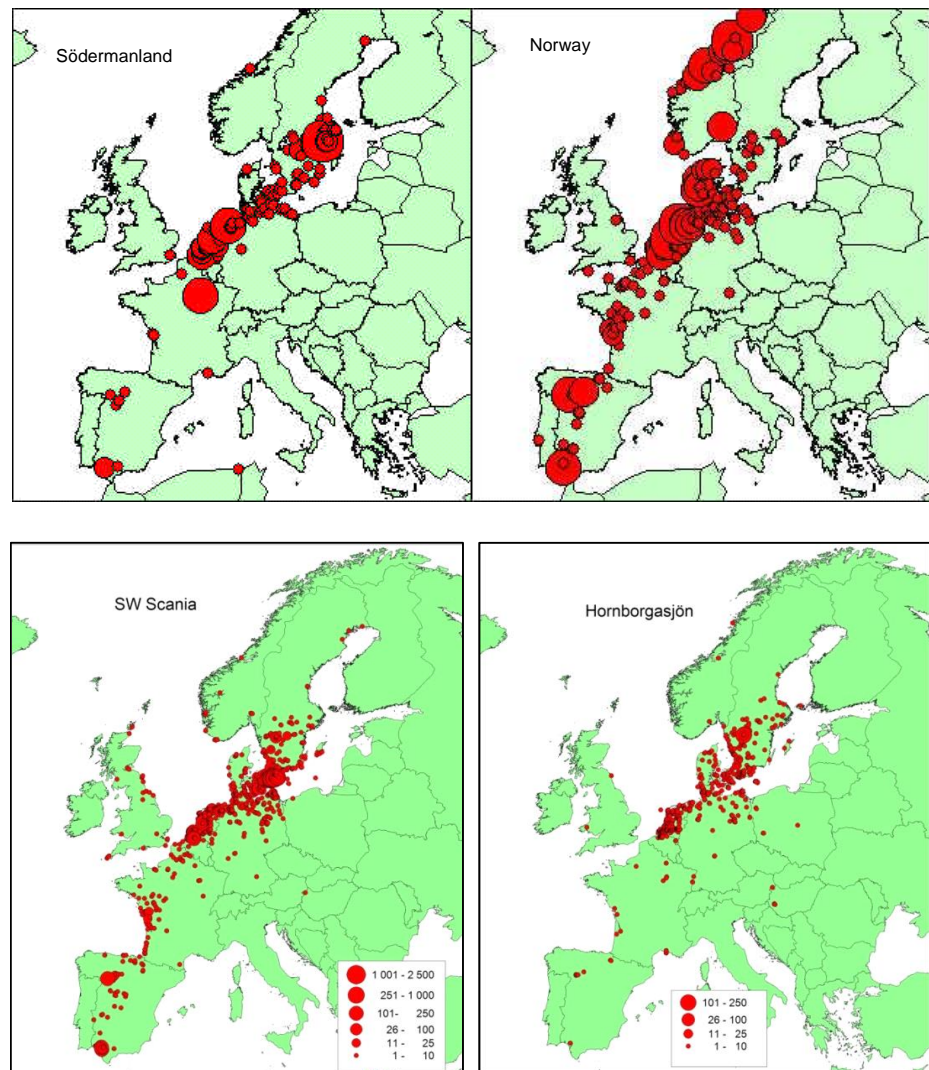 Södermanland
Norway
SW Scania
1 001 - 2 500
251 - 1 000
101- 250
26 - 100
11 - 25
1 - 10
Hornborgasjön
101 - 250
26 - 100
11 - 25
1 - 10